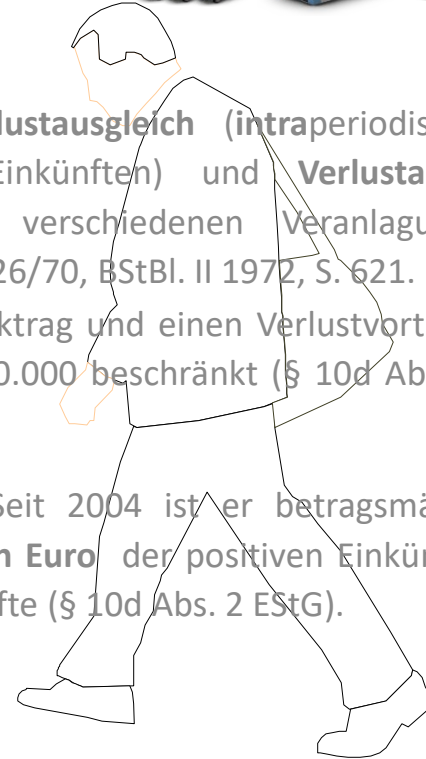 lustausgleich (intraperiodis
Einkünften) und Verlusta
verschiedenen Veranlagu
26/70, BStBl. II 1972, S. 621.
ktrag und einen Verlustvort
0.000 beschränkt (§ 10d Ab
Seit 2004 ist er betragsmä
n Euro der positiven Einkün
fte (§ 10d Abs. 2 EStG).